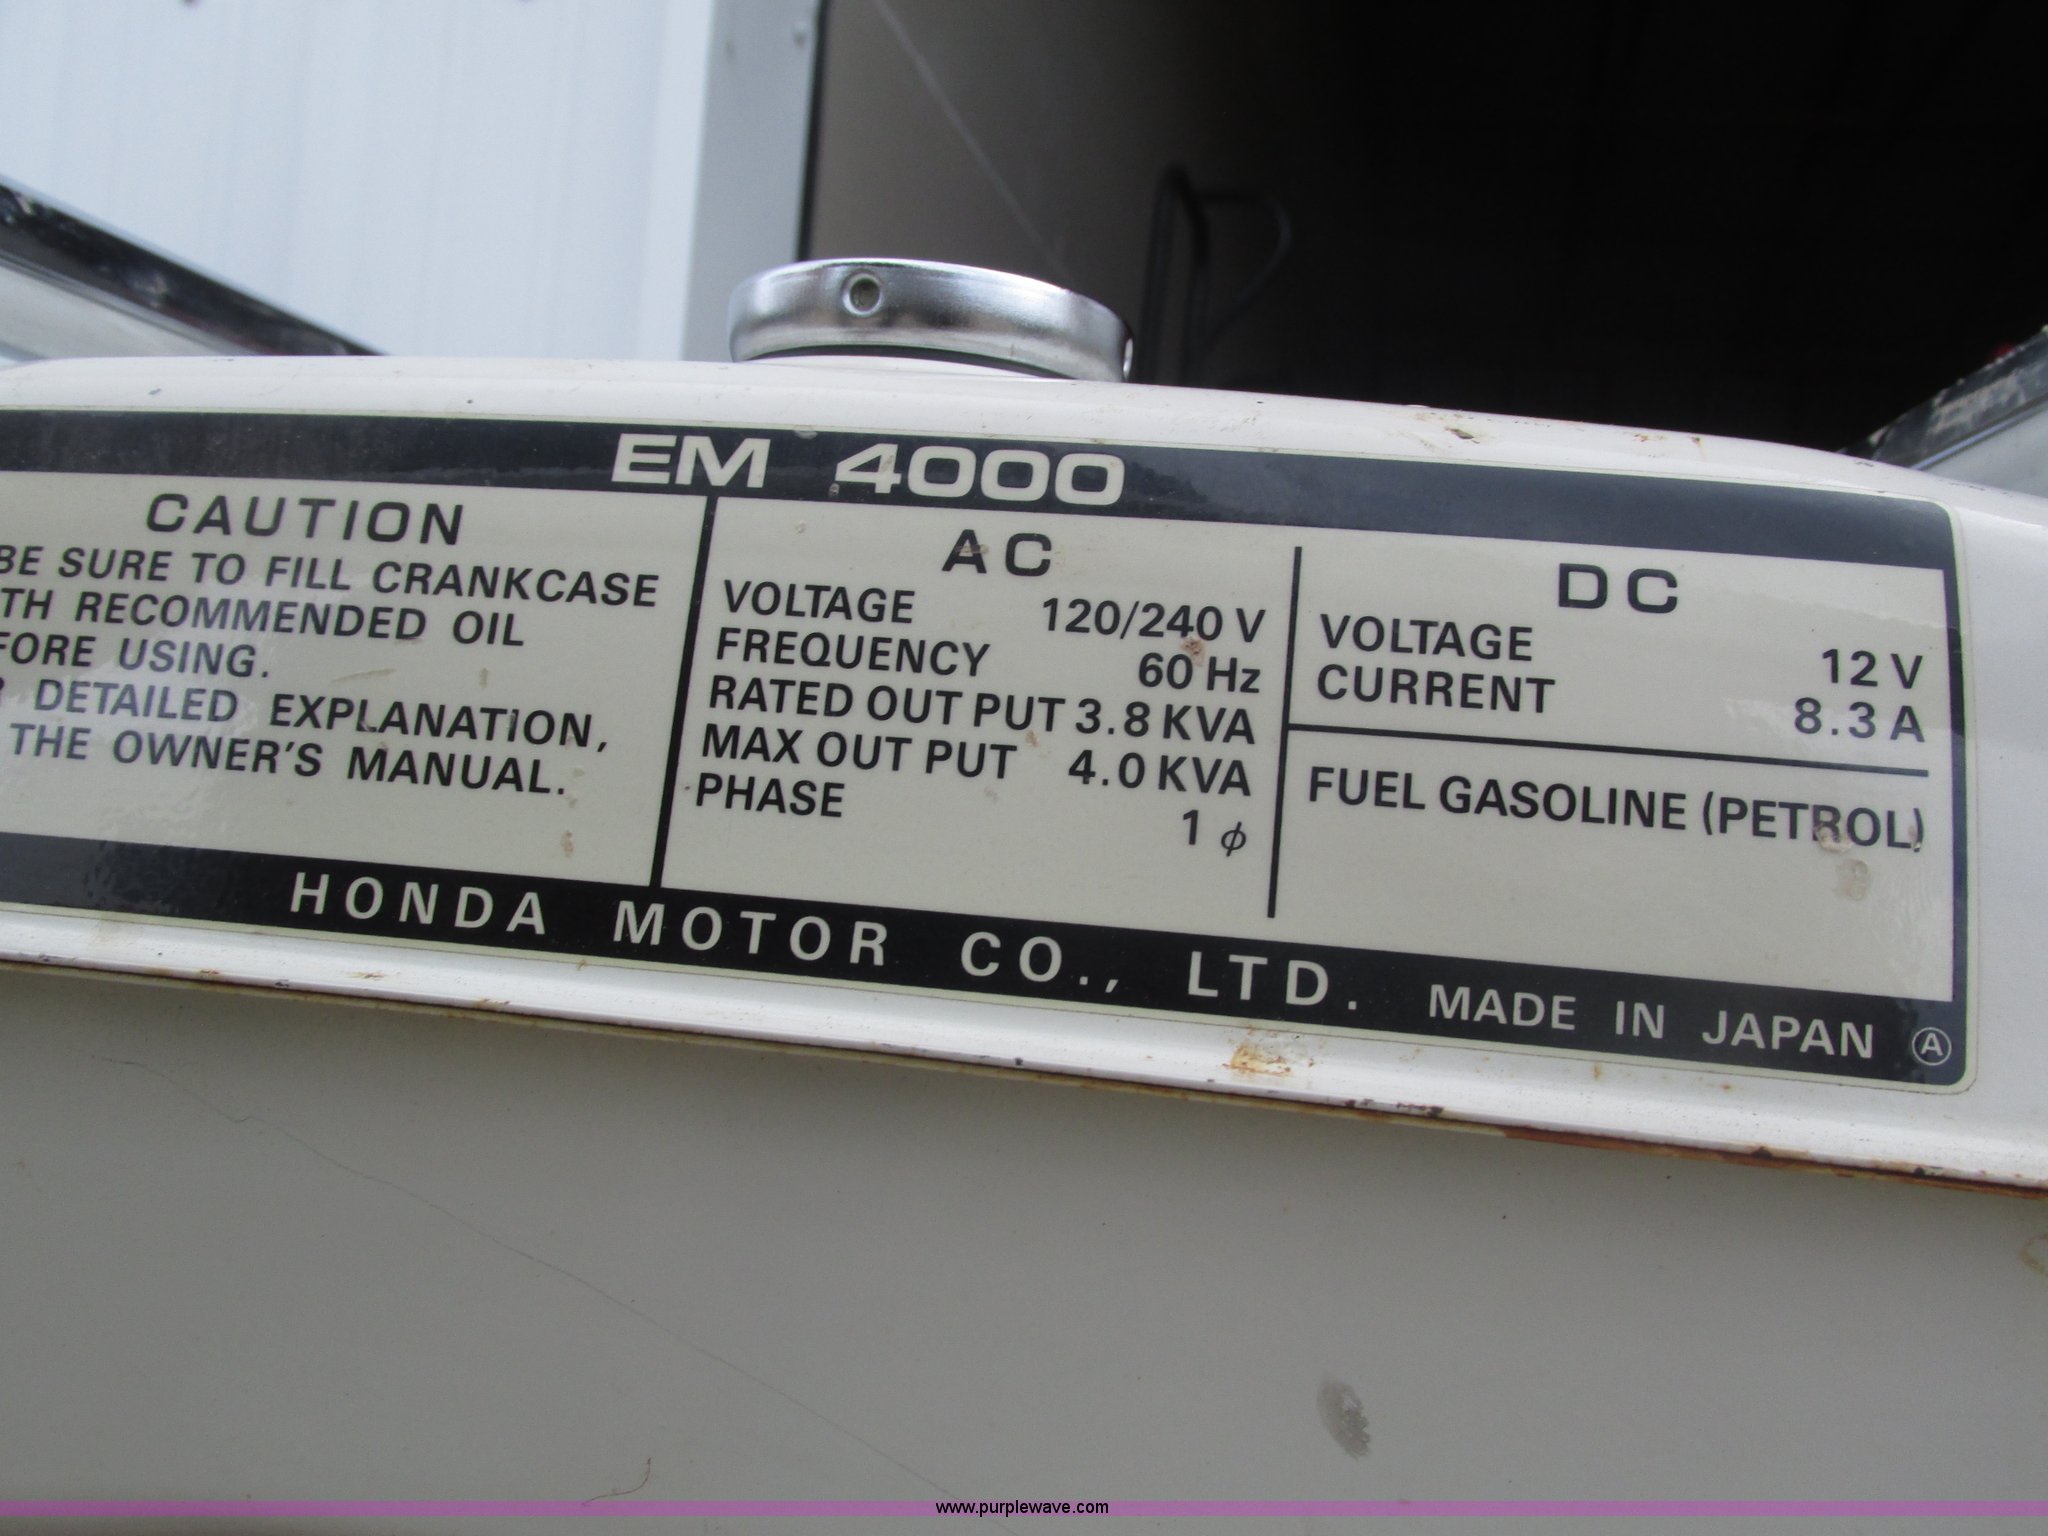 EM 4000
CAUTION
BE SURE TO FILL CRANKCASE
TH RECOMMENDED OIL
FORE USING.
R DETAILED EXPLANATION,
THE OWNER'S MANUAL.
AC
VOLTAGE 120/240 V
FREQUENCY 60 Hz
RATED OUT PUT 3.8 KVA
MAX OUT PUT 4.0 KVA
PHASE 1 ϕ
DC
VOLTAGE 12 V
CURRENT 8.3 A
FUEL GASOLINE (PETROL)
HONDA MOTOR CO., LTD. MADE IN JAPAN Ⓐ
www.purplewave.com